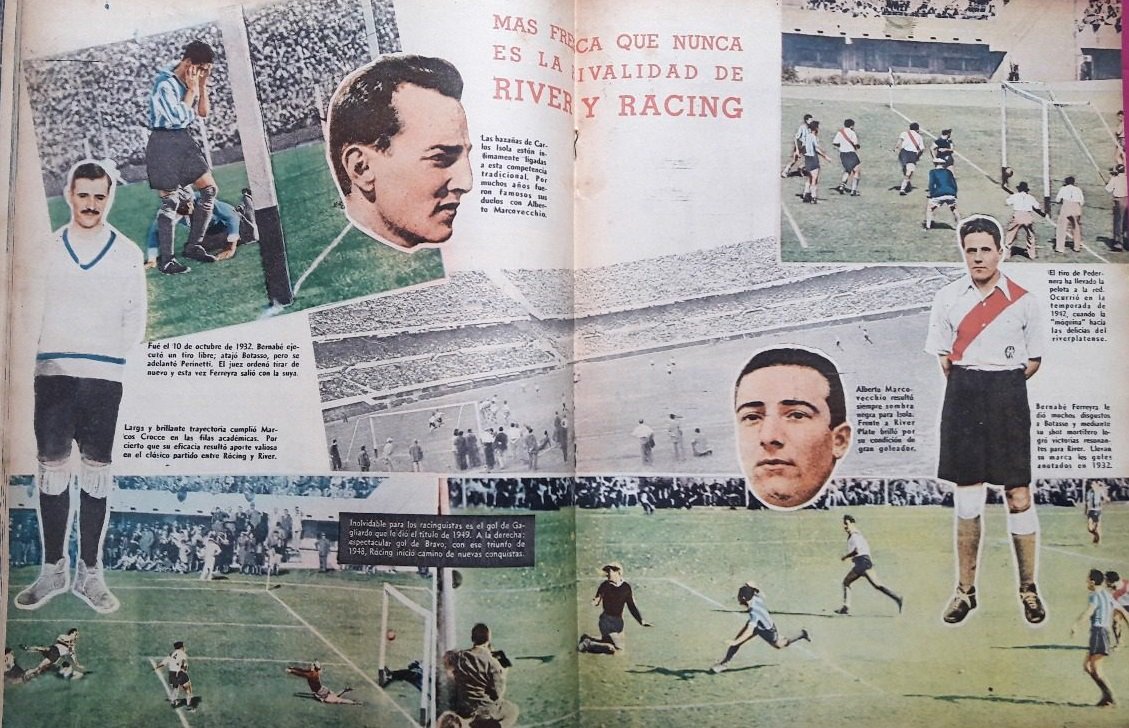 MAS FRESCA QUE NUNCA
ES LA RIVALIDAD DE
RIVER Y RACING
Las hazañas de Car-
los Isola están ín-
timamente ligadas
a esta competencia
tradicional. Por
muchos años fue-
ron famosos sus
duelos con Alber-
to Marcovecchio.
El tiro de Peder-
nera ha llevado la
pelota a la red.
Ocurrió en la
temporada de
1942, cuando la
"máquina" hacía
las delicias del
riverplatense.
Fué el 10 de octubre de 1932. Bernabé eje-
cutó un tiro libre; atajó Botasso, pero se
adelantó Perinetti. El juez ordenó tirar de
nuevo y esta vez Ferreyra salió con la suya.
Larga y brillante trayectoria cumplió Mar-
cos Crocce en las filas académicas. Por
cierto que su eficacia resultó aporte valioso
en el clásico partido entre Rácing y River.
Alberto Marco-
vecchio resultó
siempre sombra
negra para Isola.
Frente a River
Plate brilló por
su condición de
gran goleador.
Bernabé Ferreyra le
dió muchos disgustos
a Botasso y mediante
su shot mortífero lo-
gró victorias resonan-
tes para River. Llevan
su marca los goles
anotados en 1932.
Inolvidable para los racinguistas es el gol de Ga-
gliardo que le dió el título de 1949. A la derecha:
espectacular gol de Bravo, con ese triunfo de
1948, Rácing inició camino de nuevas conquistas.